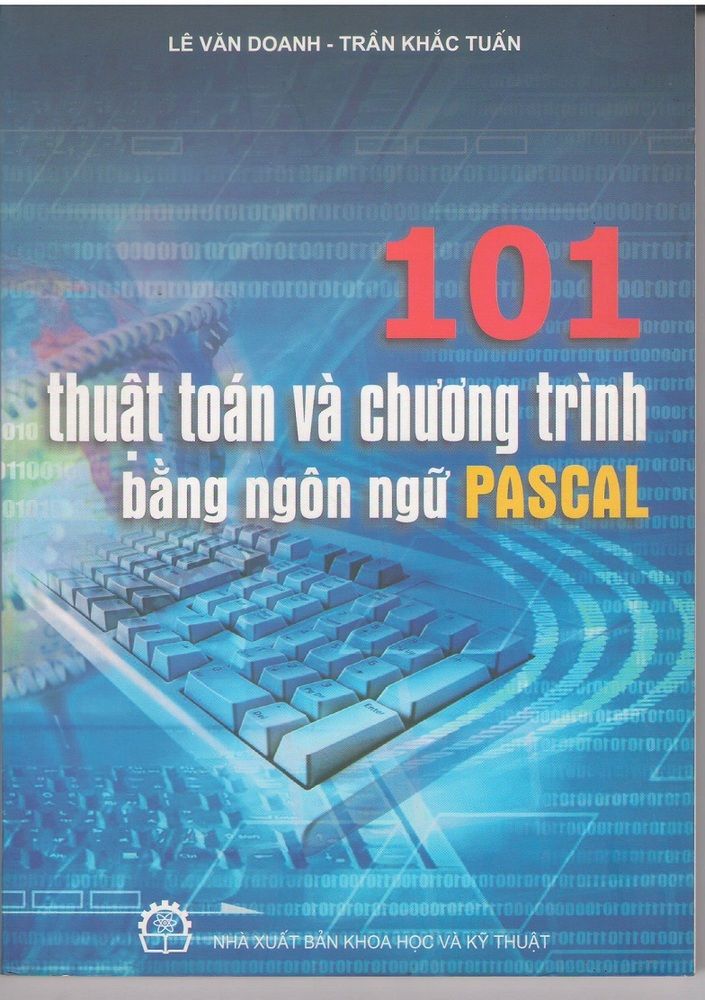 LÊ VĂN DOANH - TRẦN KHẮC TUẤN
101
thuật toán và chương trình
bằng ngôn ngữ PASCAL
Enter
NHÀ XUẤT BẢN KHOA HỌC VÀ KỸ THUẬT